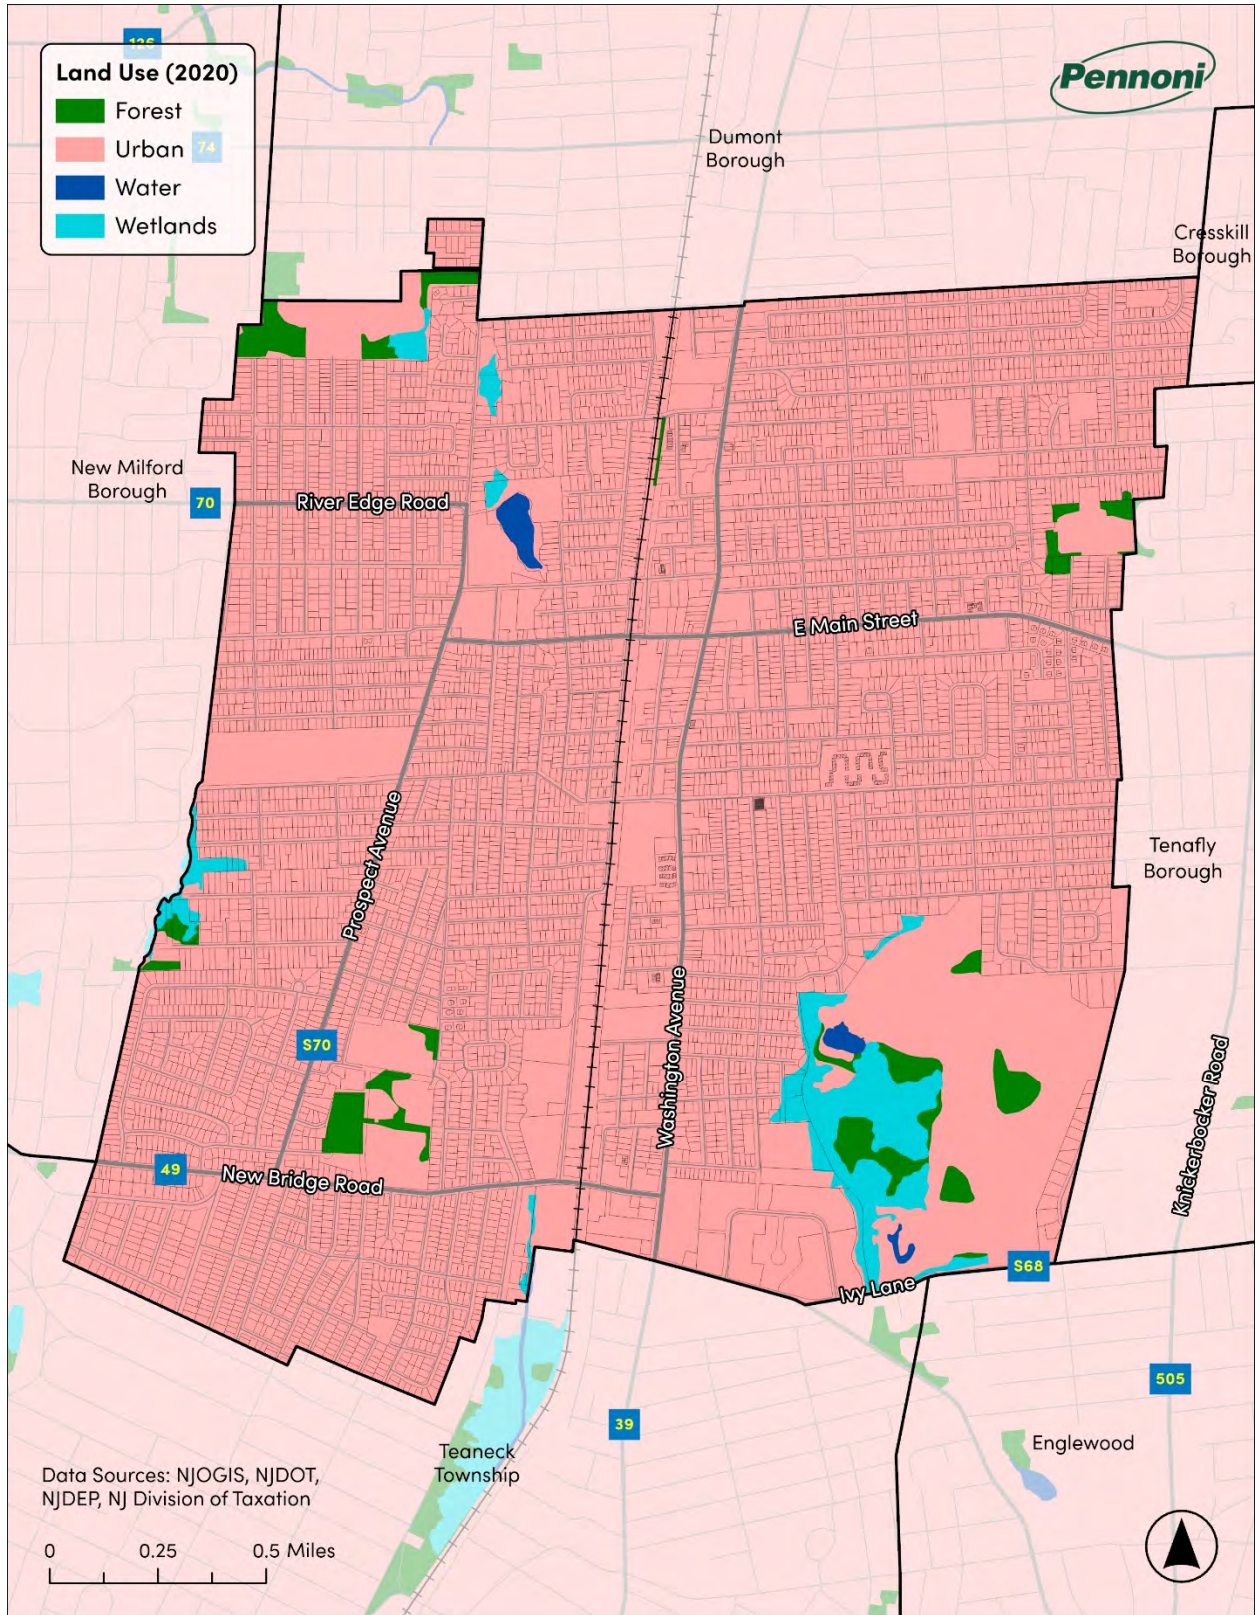 126
Land Use (2020)
Forest
Urban
74
Water
Wetlands
Pennoni
Dumont
Borough
Cresskill
Borough
New Milford
Borough
70
River Edge Road
E Main Street
Prospect Avenue
Tenafly
Borough
S70
Washington Avenue
Knickerbocker Road
49
New Bridge Road
S68
Ivy Lane
505
39
Englewood
Teaneck
Township
Data Sources: NJOGIS, NJDOT,
NJDEP, NJ Division of Taxation
0 0.25 0.5 Miles